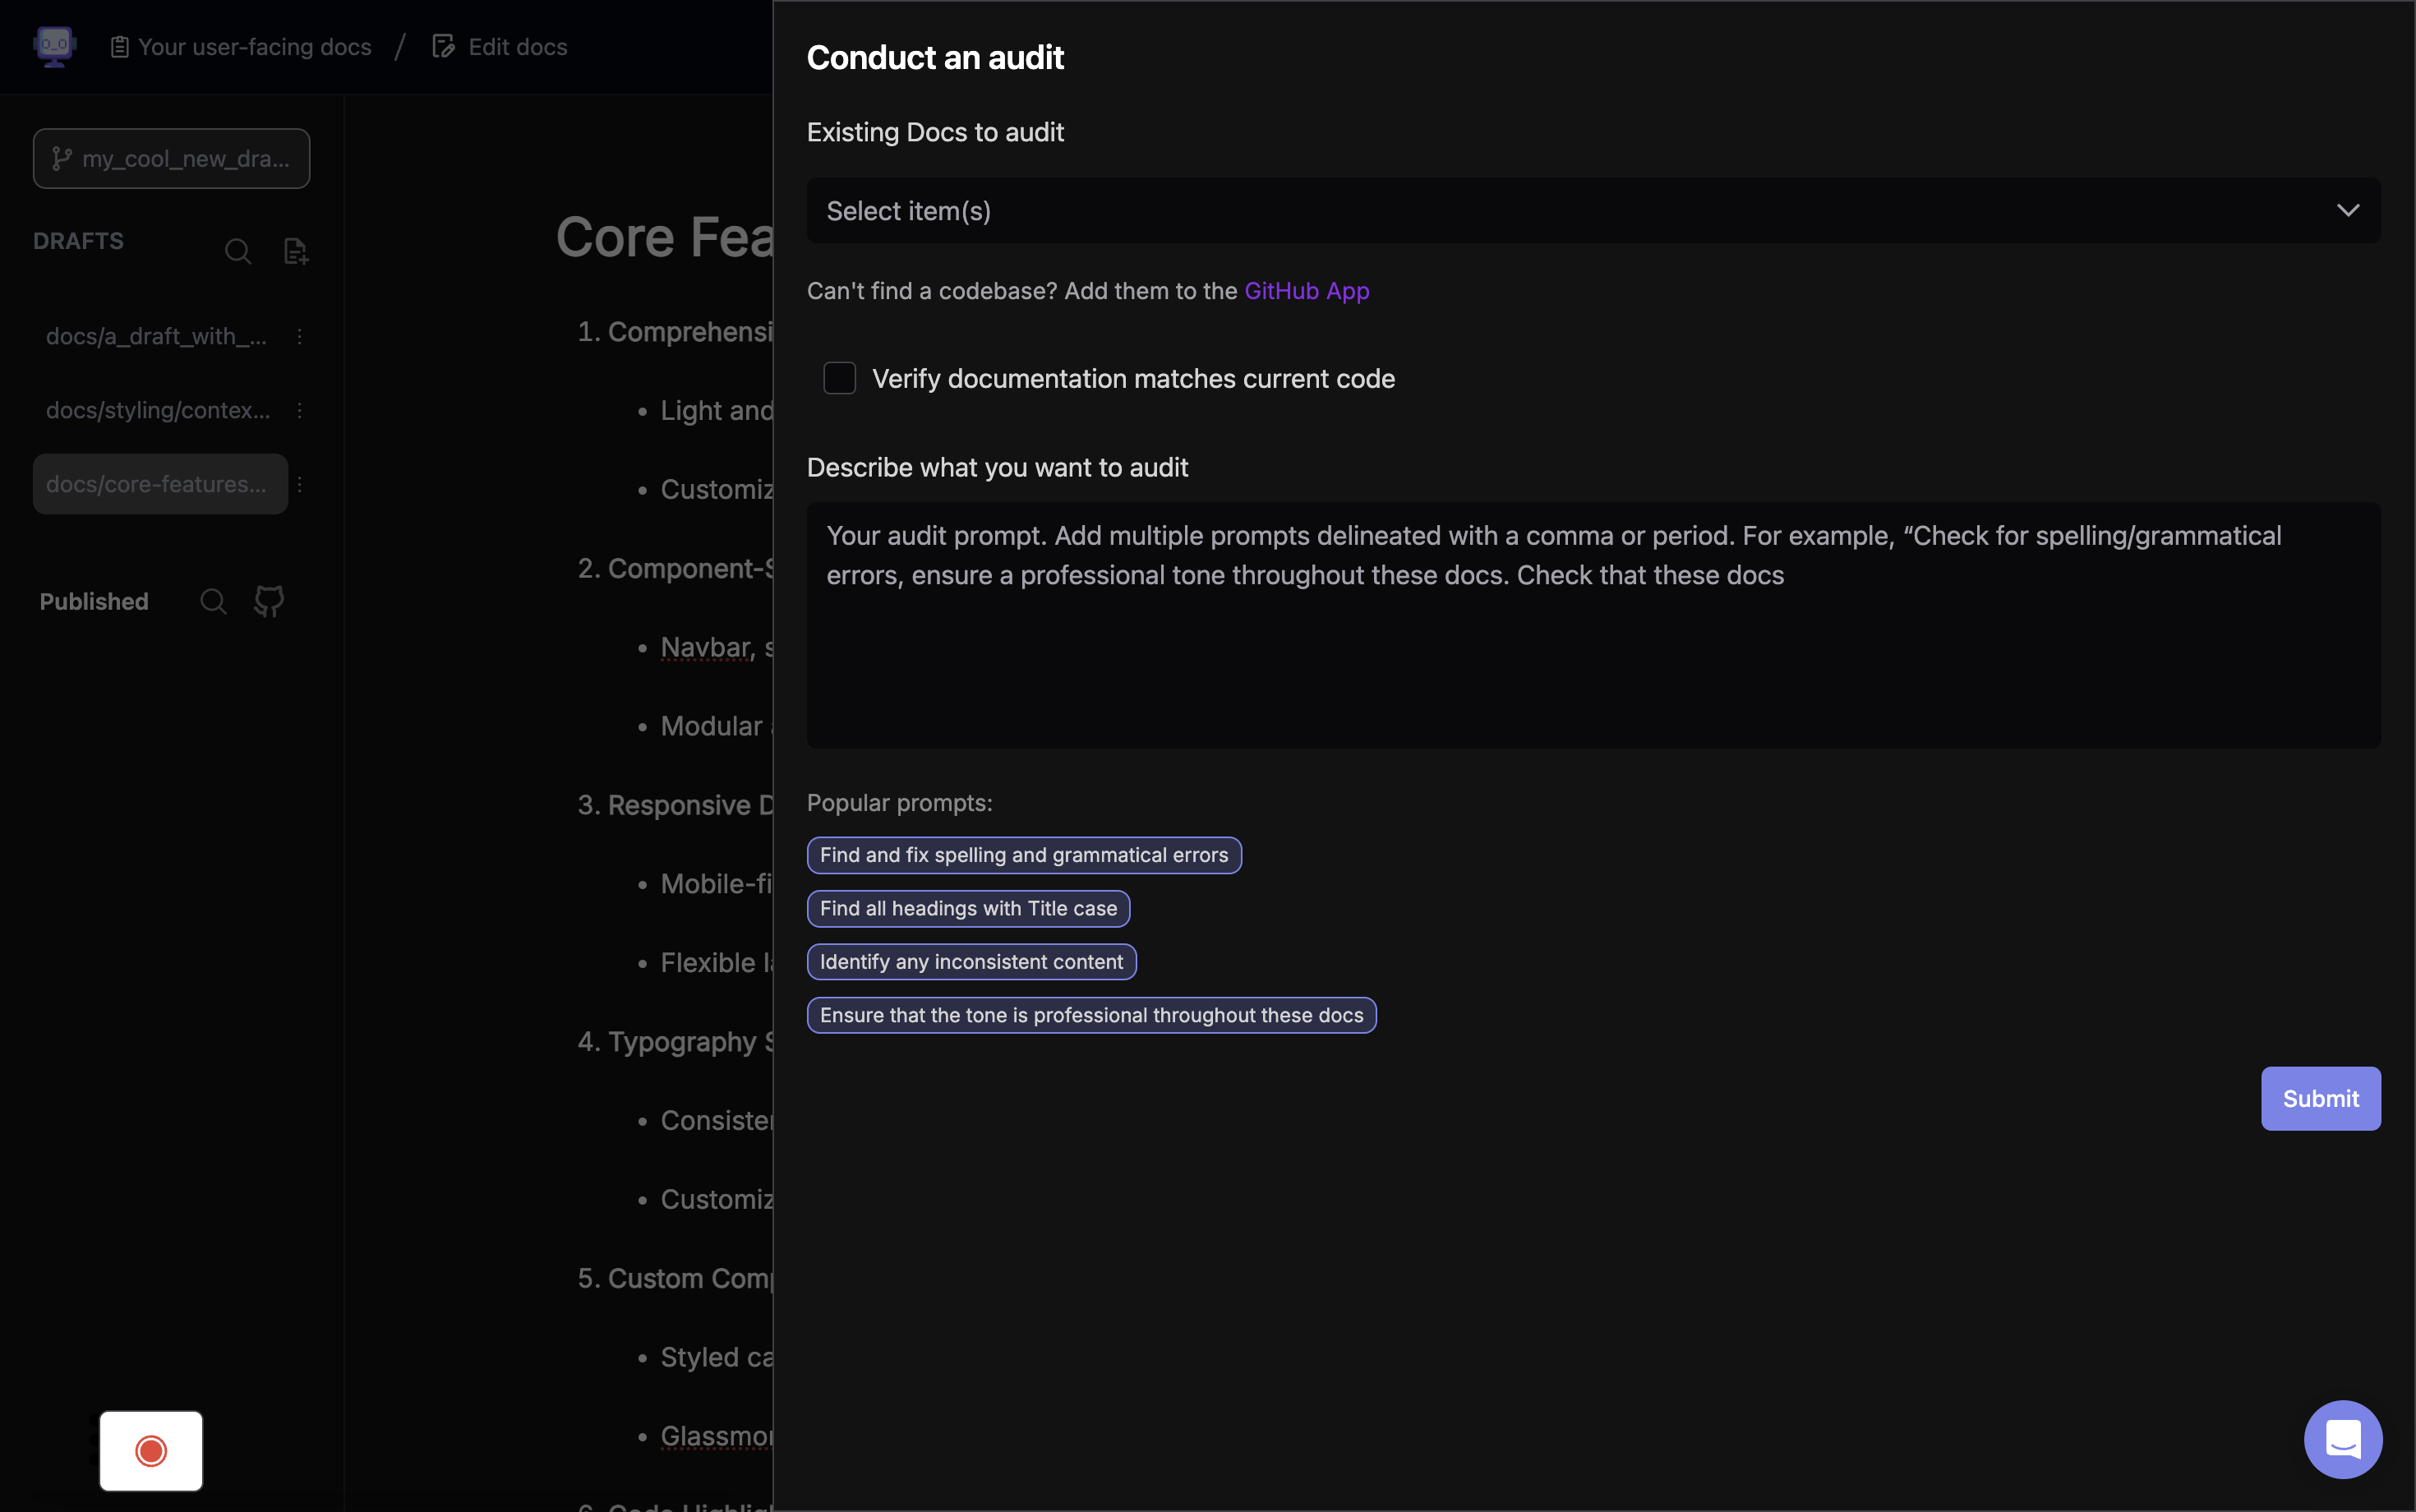 Your user-facing docs / Edit docs
my_cool_new_dra...
DRAFTS
docs/a_draft_with_...
docs/styling/contex...
docs/core-features...
Published
Core Fea
1. Comprehensi
• Light and
• Customiz
2. Component-S
• Navbar, s
• Modular
3. Responsive D
• Mobile-fi
• Flexible la
4. Typography S
• Consister
• Customiz
5. Custom Comp
• Styled ca
• Glassmor
Conduct an audit
Existing Docs to audit
Select item(s)
Can't find a codebase? Add them to the GitHub App
Verify documentation matches current code
Describe what you want to audit
Your audit prompt. Add multiple prompts delineated with a comma or period. For example, “Check for spelling/grammatical
errors, ensure a professional tone throughout these docs. Check that these docs
Popular prompts:
Find and fix spelling and grammatical errors
Find all headings with Title case
Identify any inconsistent content
Ensure that the tone is professional throughout these docs
Submit